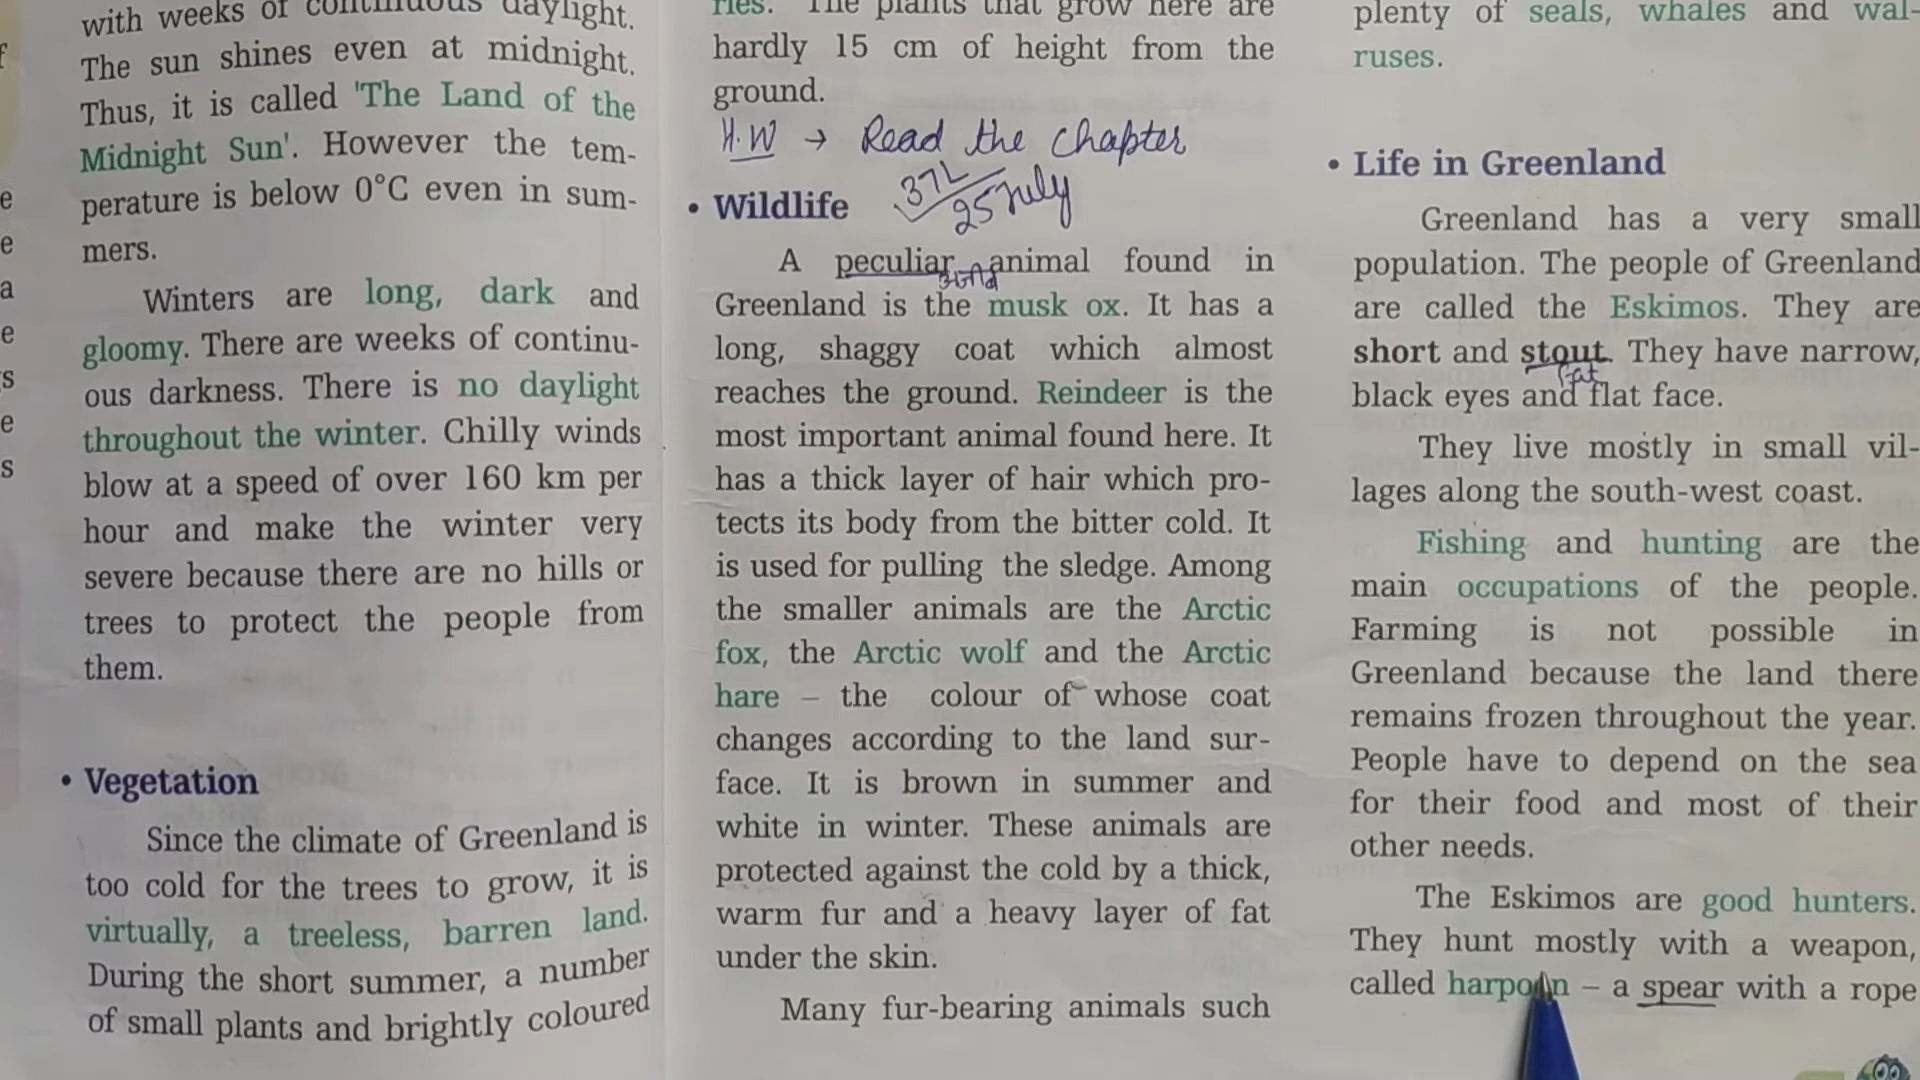 with weeks of continuous daylight.
The sun shines even at midnight.
Thus, it is called 'The Land of the
Midnight Sun'. However the tem-
perature is below 0°C even in sum-
mers.
Winters are long, dark and
gloomy. There are weeks of continu-
ous darkness. There is no daylight
throughout the winter. Chilly winds
blow at a speed of over 160 km per
hour and make the winter very
severe because there are no hills or
trees to protect the people from
them.
• Vegetation
Since the climate of Greenland is
too cold for the trees to grow, it is
virtually, a treeless, barren land.
During the short summer, a number
of small plants and brightly coloured
ries. The plants that grow here are
hardly 15 cm of height from the
ground.
H.W → Read the chapter
25 July
• Wildlife
A peculiar animal found in
Greenland is the musk ox. It has a
long, shaggy coat which almost
reaches the ground. Reindeer is the
most important animal found here. It
has a thick layer of hair which pro-
tects its body from the bitter cold. It
is used for pulling the sledge. Among
the smaller animals are the Arctic
fox, the Arctic wolf and the Arctic
hare – the colour of whose coat
changes according to the land sur-
face. It is brown in summer and
white in winter. These animals are
protected against the cold by a thick,
warm fur and a heavy layer of fat
under the skin.
Many fur-bearing animals such
plenty of seals, whales and wal-
ruses.
• Life in Greenland
Greenland has a very small
population. The people of Greenland
are called the Eskimos. They are
short and stout. They have narrow,
fat
black eyes and flat face.
They live mostly in small vil-
lages along the south-west coast.
Fishing and hunting are the
main occupations of the people.
Farming is not possible in
Greenland because the land there
remains frozen throughout the year.
People have to depend on the sea
for their food and most of their
other needs.
The Eskimos are good hunters.
They hunt mostly with a weapon,
called harpoon – a spear with a rope